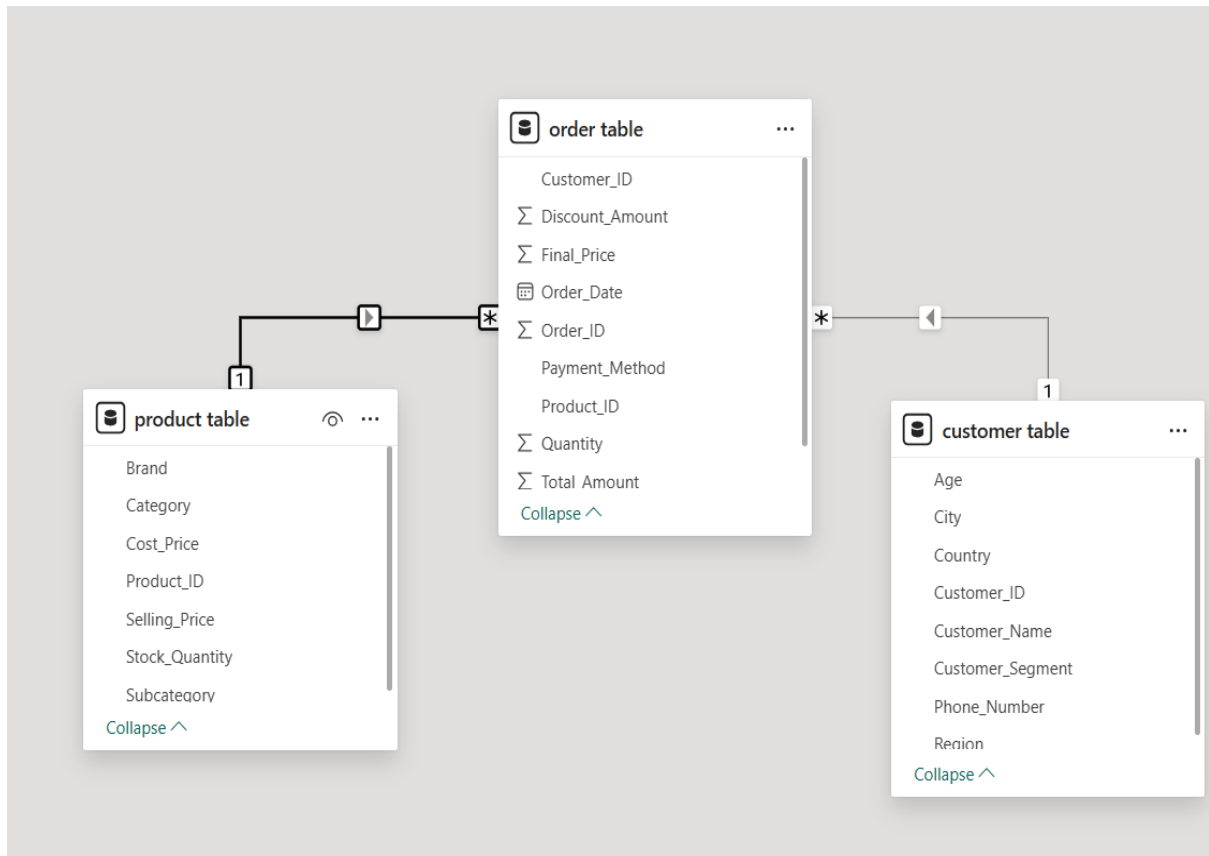 order table
Customer_ID
Discount_Amount
Final_Price
Order_Date
Order_ID
Payment_Method
Product_ID
Quantity
Total Amount
Collapse
*
*
1
1
product table
Brand
Category
Cost_Price
Product_ID
Selling_Price
Stock_Quantity
Subcategory
Collapse
customer table
Age
City
Country
Customer_ID
Customer_Name
Customer_Segment
Phone_Number
Region
Collapse